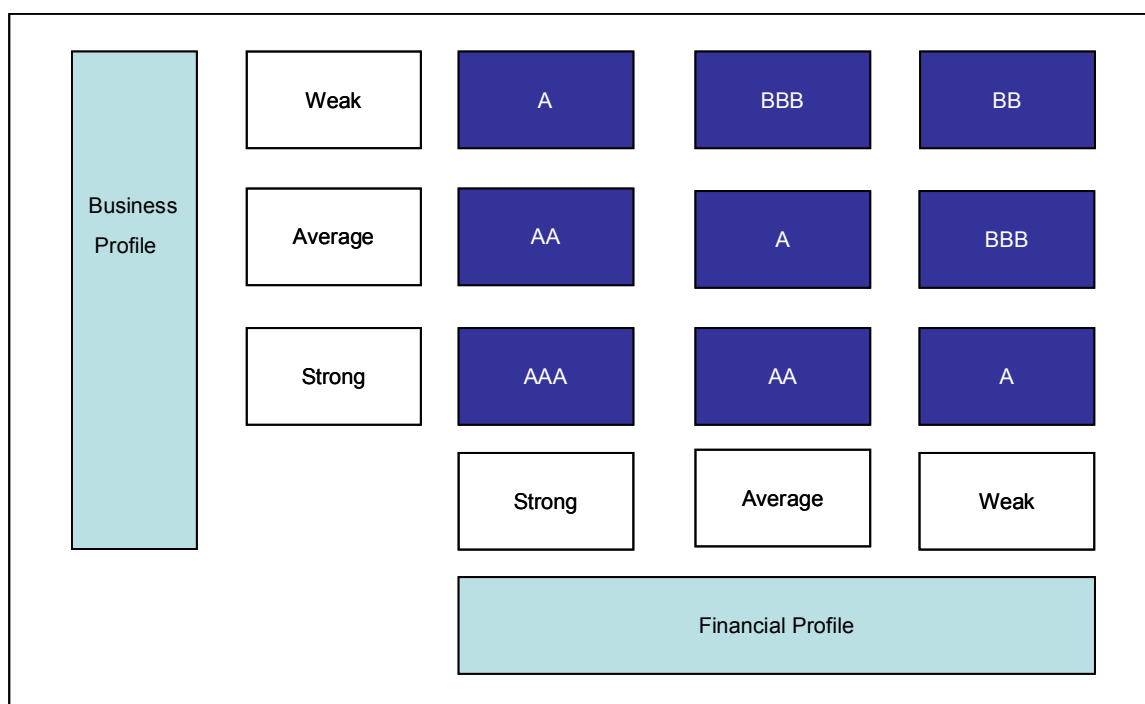 Weak
A
BBB
BB
Business
Profile
Average
AA
A
BBB
Strong
AAA
AA
A
Strong
Average
Weak
Financial Profile